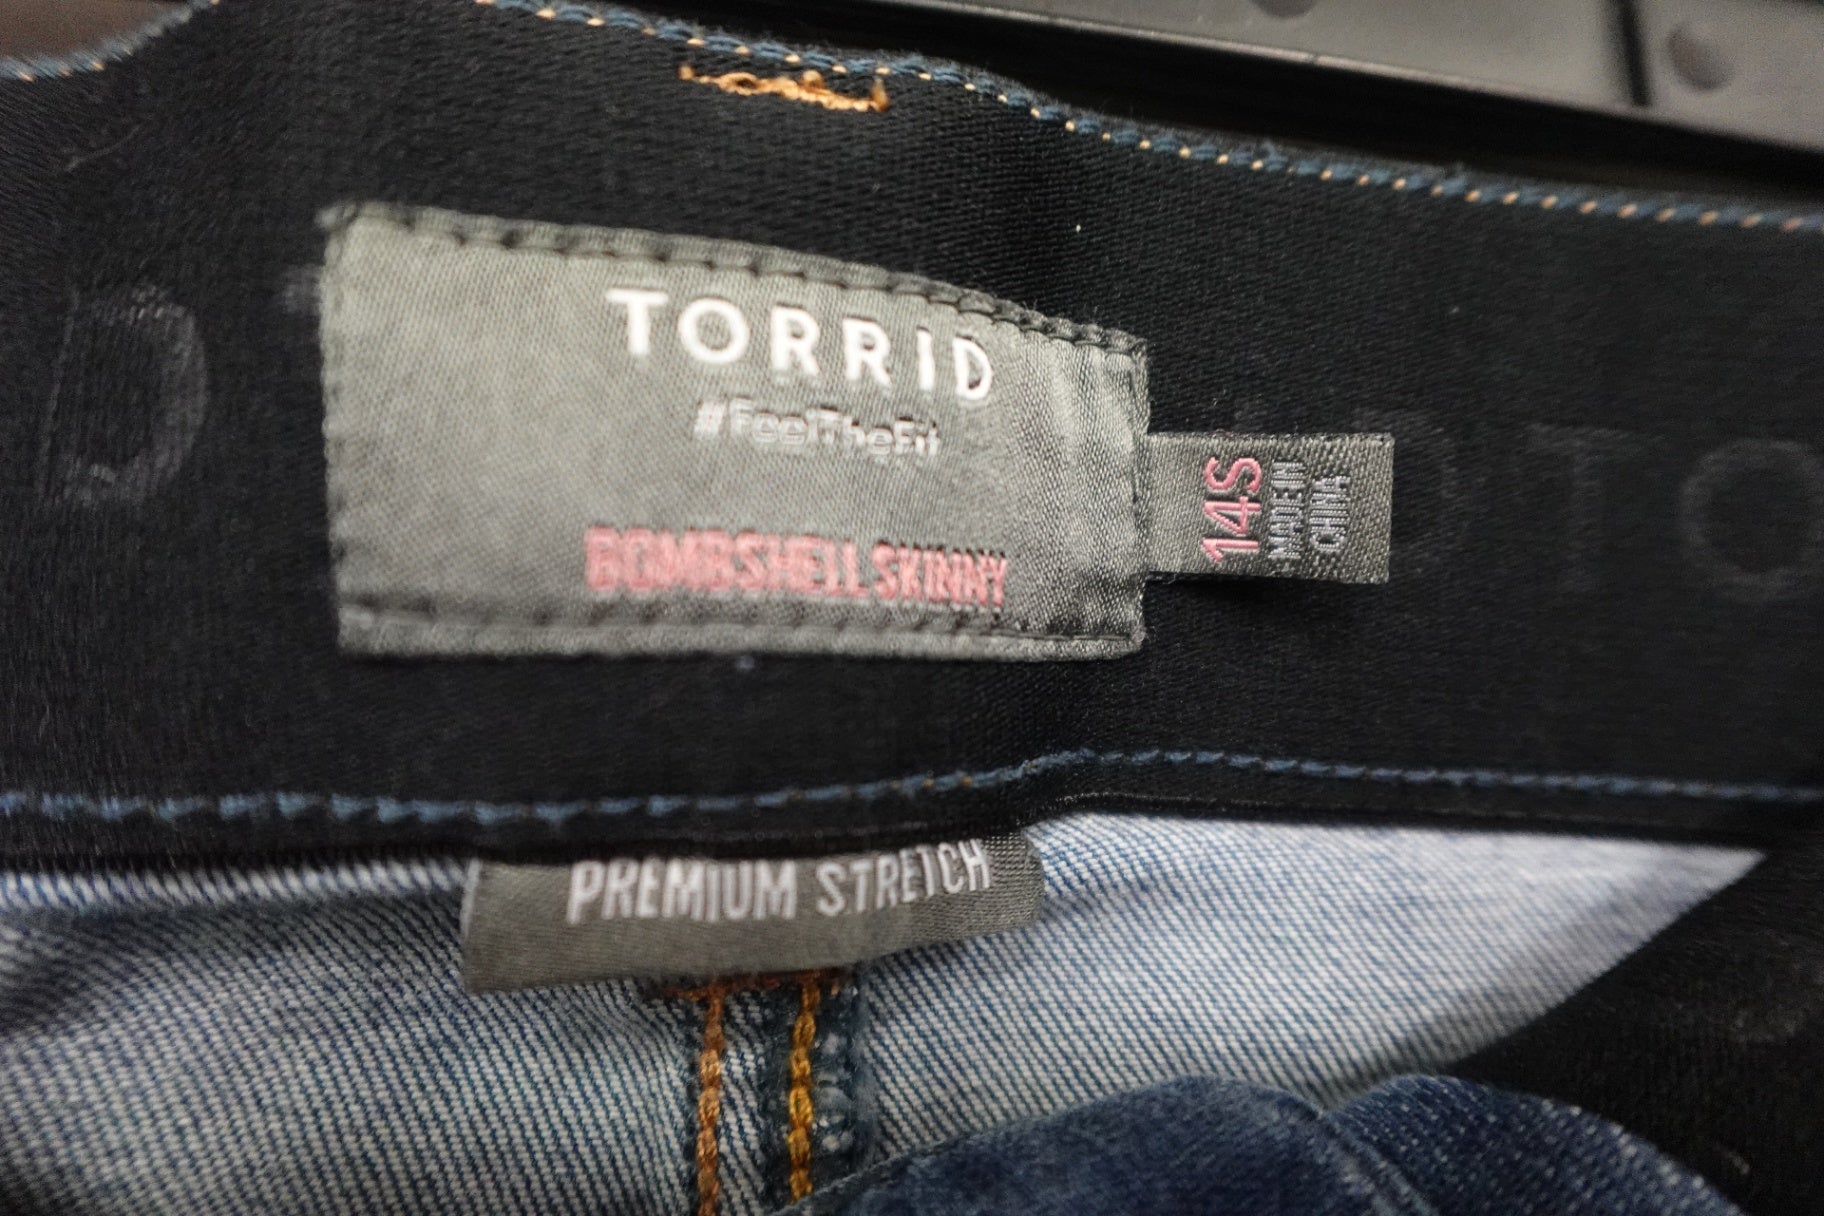 TORRID
#FeelTheFit
BOMBSHELL SKINNY
14S
MADE IN
CHINA
PREMIUM STRETCH